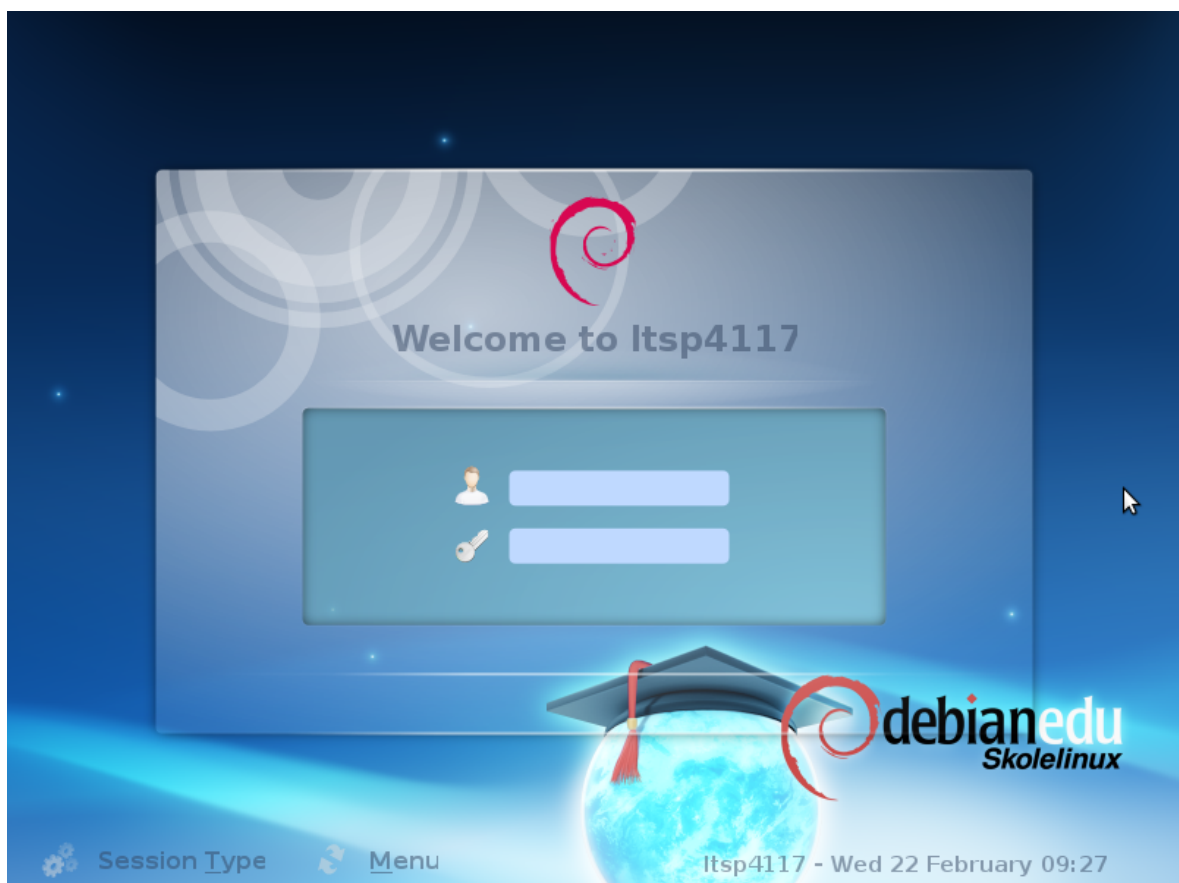 Welcome to ltsp4117
debianedu
Skolelinux
Session Type
Menu
ltsp4117 - Wed 22 February 09:27